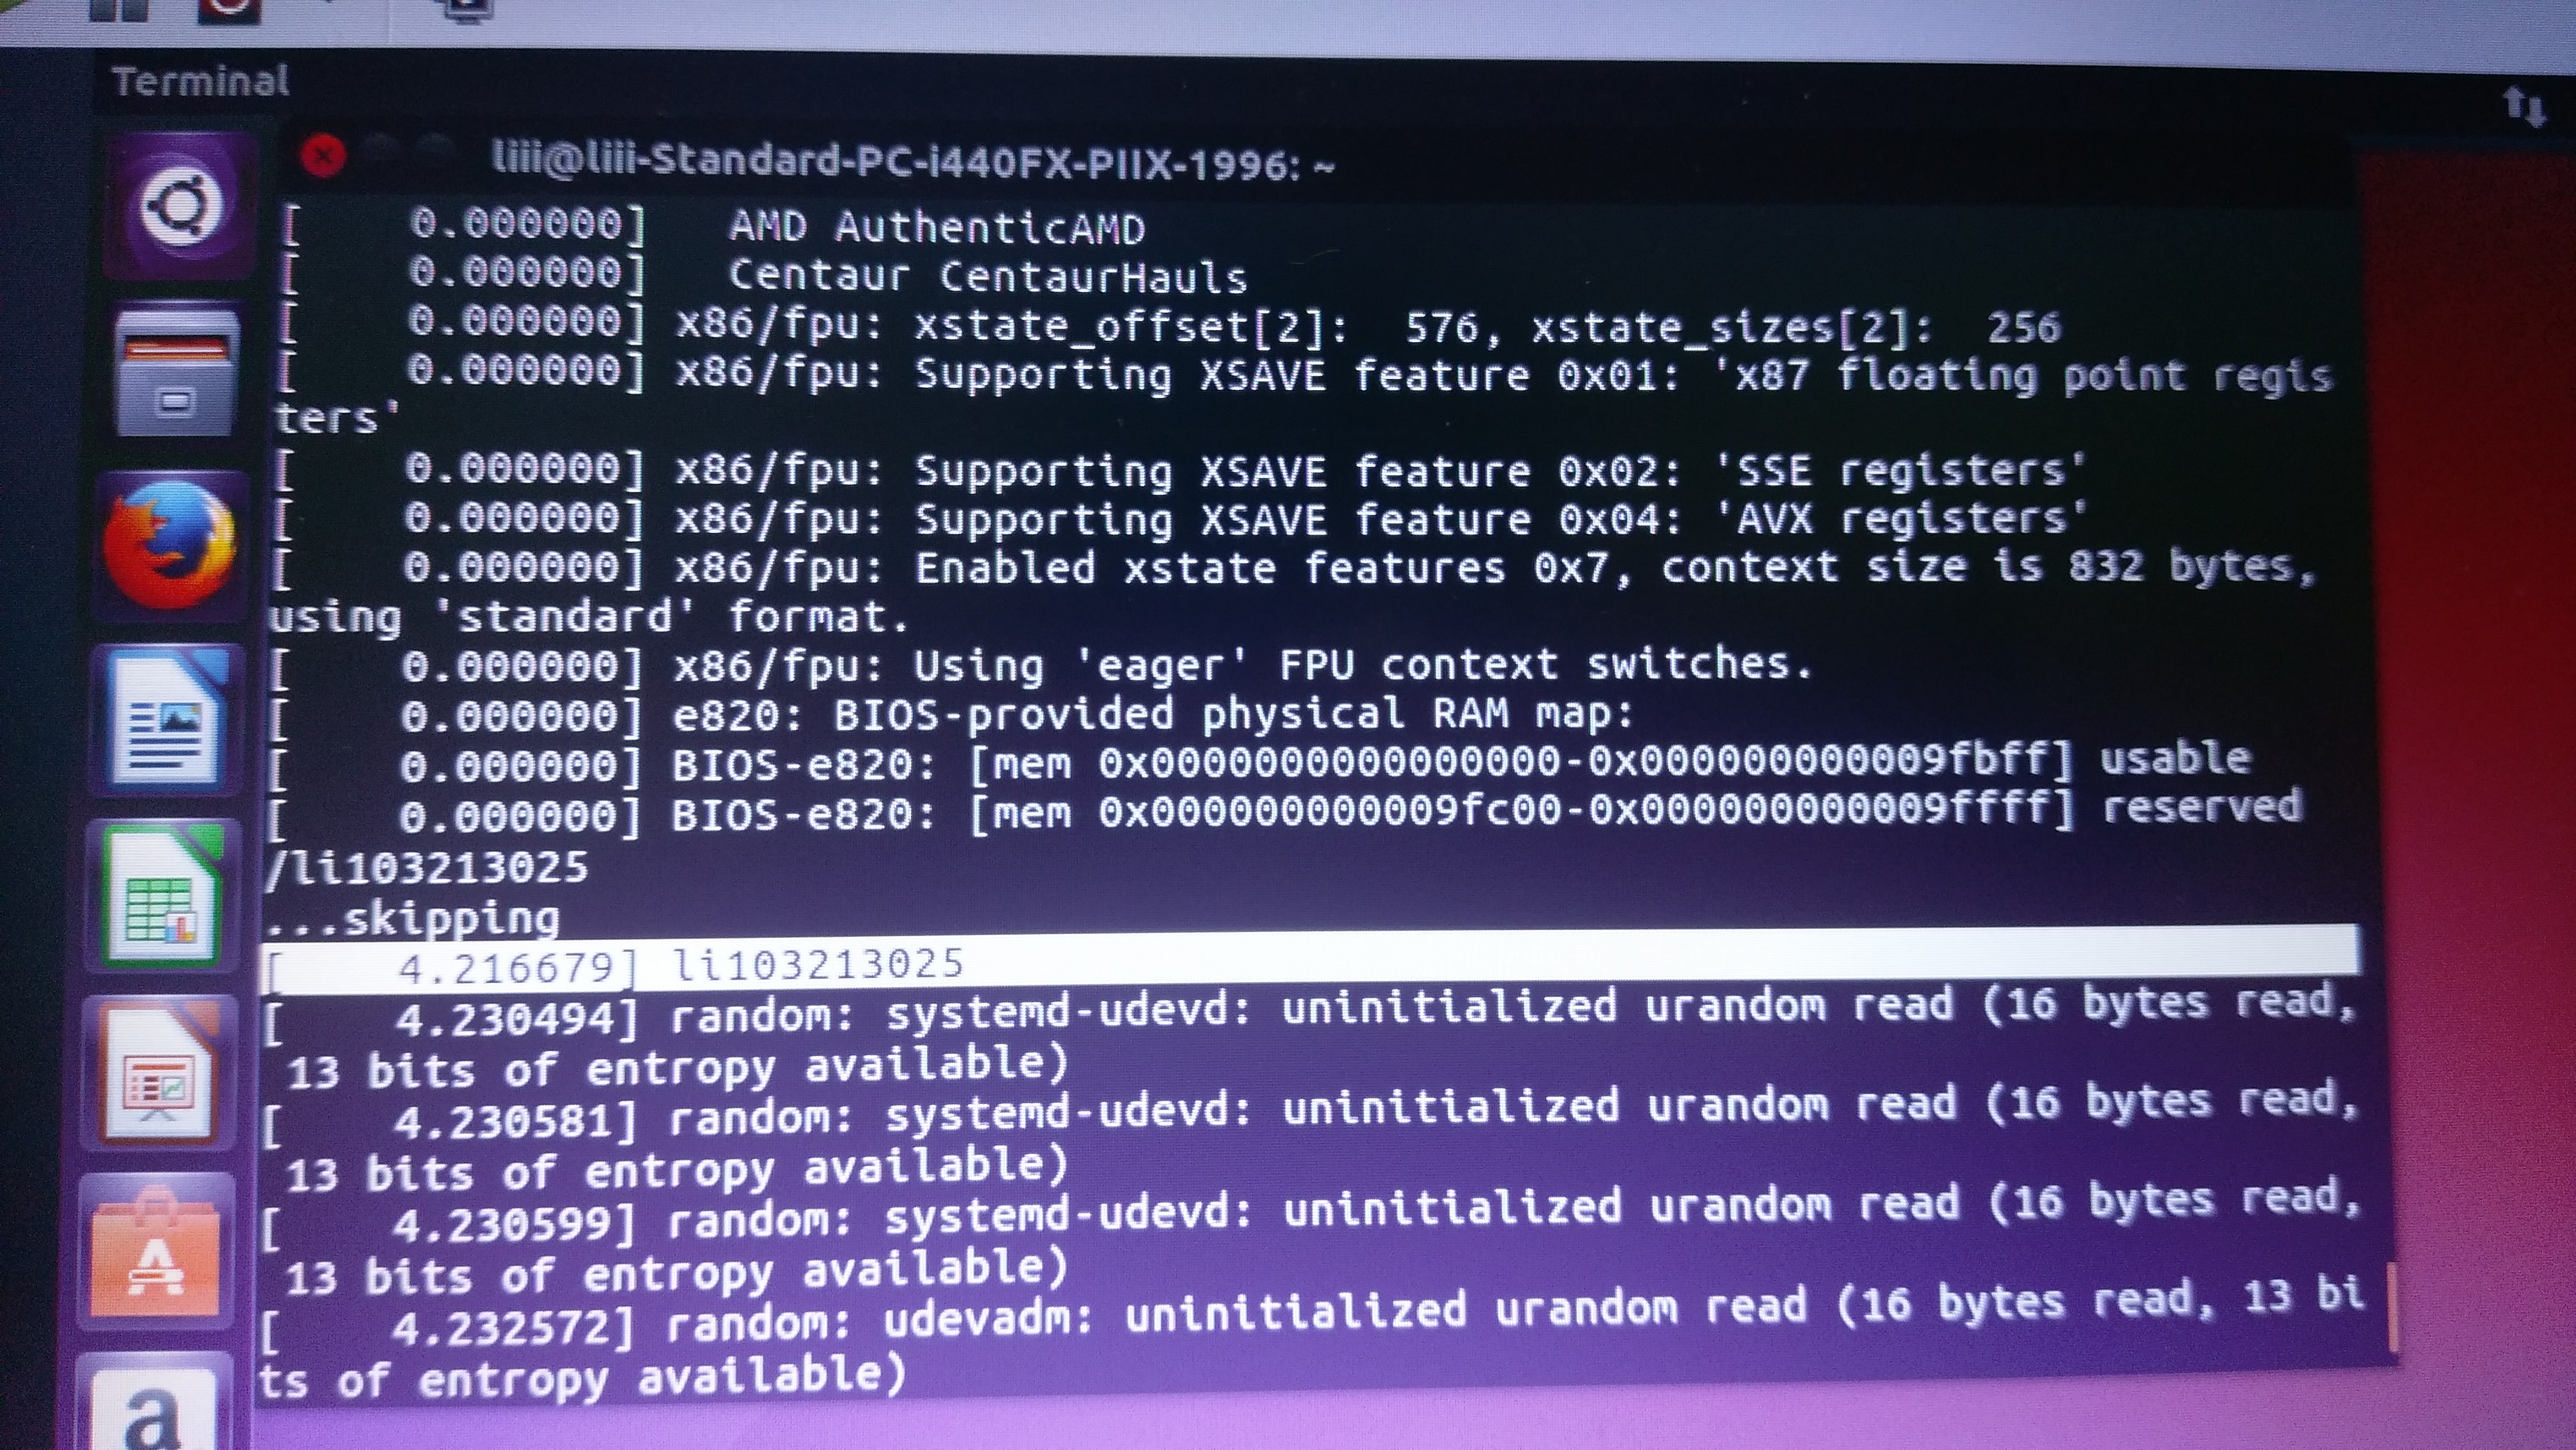 Terminal
liii@liii-Standard-PC-i440FX-PIIX-1996: ~
[    0.000000]   AMD AuthenticAMD
[    0.000000]   Centaur CentaurHauls
[    0.000000] x86/fpu: xstate_offset[2]:  576, xstate_sizes[2]:  256
[    0.000000] x86/fpu: Supporting XSAVE feature 0x01: 'x87 floating point regis
ters'
[    0.000000] x86/fpu: Supporting XSAVE feature 0x02: 'SSE registers'
[    0.000000] x86/fpu: Supporting XSAVE feature 0x04: 'AVX registers'
[    0.000000] x86/fpu: Enabled xstate features 0x7, context size is 832 bytes,
using 'standard' format.
[    0.000000] x86/fpu: Using 'eager' FPU context switches.
[    0.000000] e820: BIOS-provided physical RAM map:
[    0.000000] BIOS-e820: [mem 0x0000000000000000-0x000000000009fbff] usable
[    0.000000] BIOS-e820: [mem 0x000000000009fc00-0x000000000009ffff] reserved
/li103213025
...skipping
[    4.216679] li103213025
[    4.230494] random: systemd-udevd: uninitialized urandom read (16 bytes read,
 13 bits of entropy available)
[    4.230581] random: systemd-udevd: uninitialized urandom read (16 bytes read,
 13 bits of entropy available)
[    4.230599] random: systemd-udevd: uninitialized urandom read (16 bytes read,
 13 bits of entropy available)
[    4.232572] random: udevadm: uninitialized urandom read (16 bytes read, 13 bi
ts of entropy available)
a